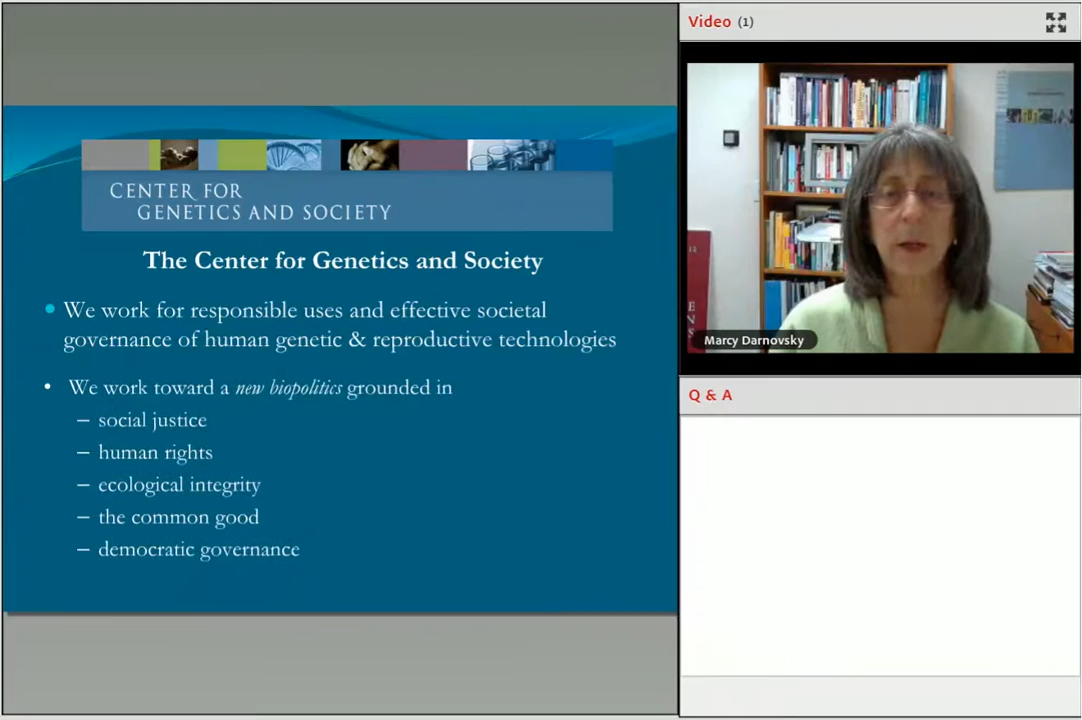 CENTER FOR
GENETICS AND SOCIETY
The Center for Genetics and Society
• We work for responsible uses and effective societal
governance of human genetic & reproductive technologies
• We work toward a new biopolitics grounded in
– social justice
– human rights
– ecological integrity
– the common good
– democratic governance
Video (1)
Marcy Darnovsky
Q & A